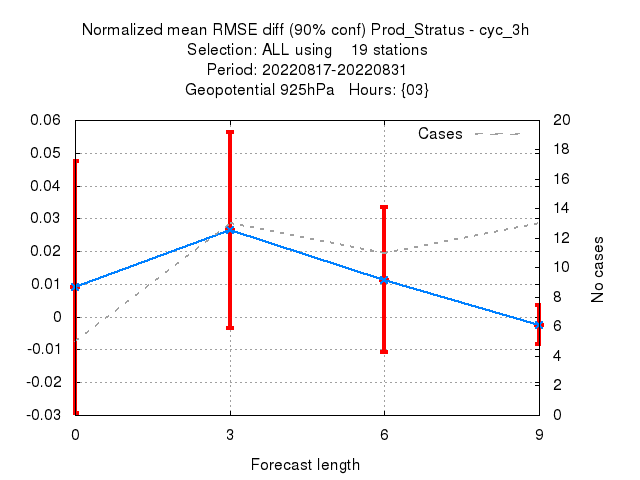 Normalized mean RMSE diff (90% conf) Prod_Stratus - cyc_3h
Selection: ALL using    19 stations
Period: 20220817-20220831
Geopotential 925hPa   Hours: {03}
0.06
0.05
0.04
0.03
0.02
0.01
0
-0.01
-0.02
-0.03
Cases
20
18
16
14
12
10
8
6
4
2
0
No cases
0 3 6 9
Forecast length